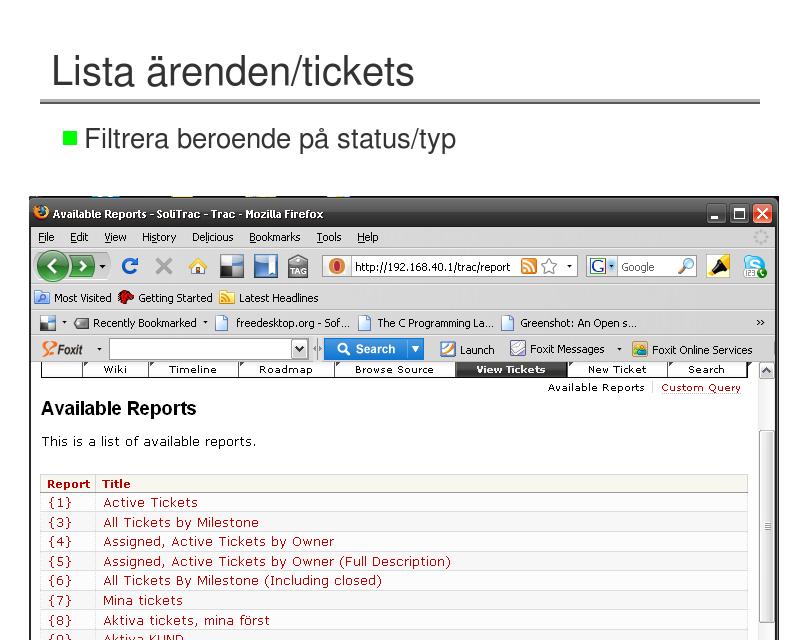 Lista ärenden/tickets
Filtrera beroende på status/typ
Available Reports - SoliTrac - Trac - Mozilla Firefox
File Edit View History Delicious Bookmarks Tools Help
TAG http://192.168.40.1/trac/report G Google 123
Most Visited Getting Started Latest Headlines
Recently Bookmarked freedesktop.org - Sof... The C Programming La... Greenshot: An Open s... »
Foxit Search Launch Foxit Messages Foxit Online Services
Wiki Timeline Roadmap Browse Source View Tickets New Ticket Search
Available Reports Custom Query
Available Reports
This is a list of available reports.
Report Title
{1} Active Tickets
{3} All Tickets by Milestone
{4} Assigned, Active Tickets by Owner
{5} Assigned, Active Tickets by Owner (Full Description)
{6} All Tickets By Milestone (Including closed)
{7} Mina tickets
{8} Aktiva tickets, mina först
{9} Aktiva KUND